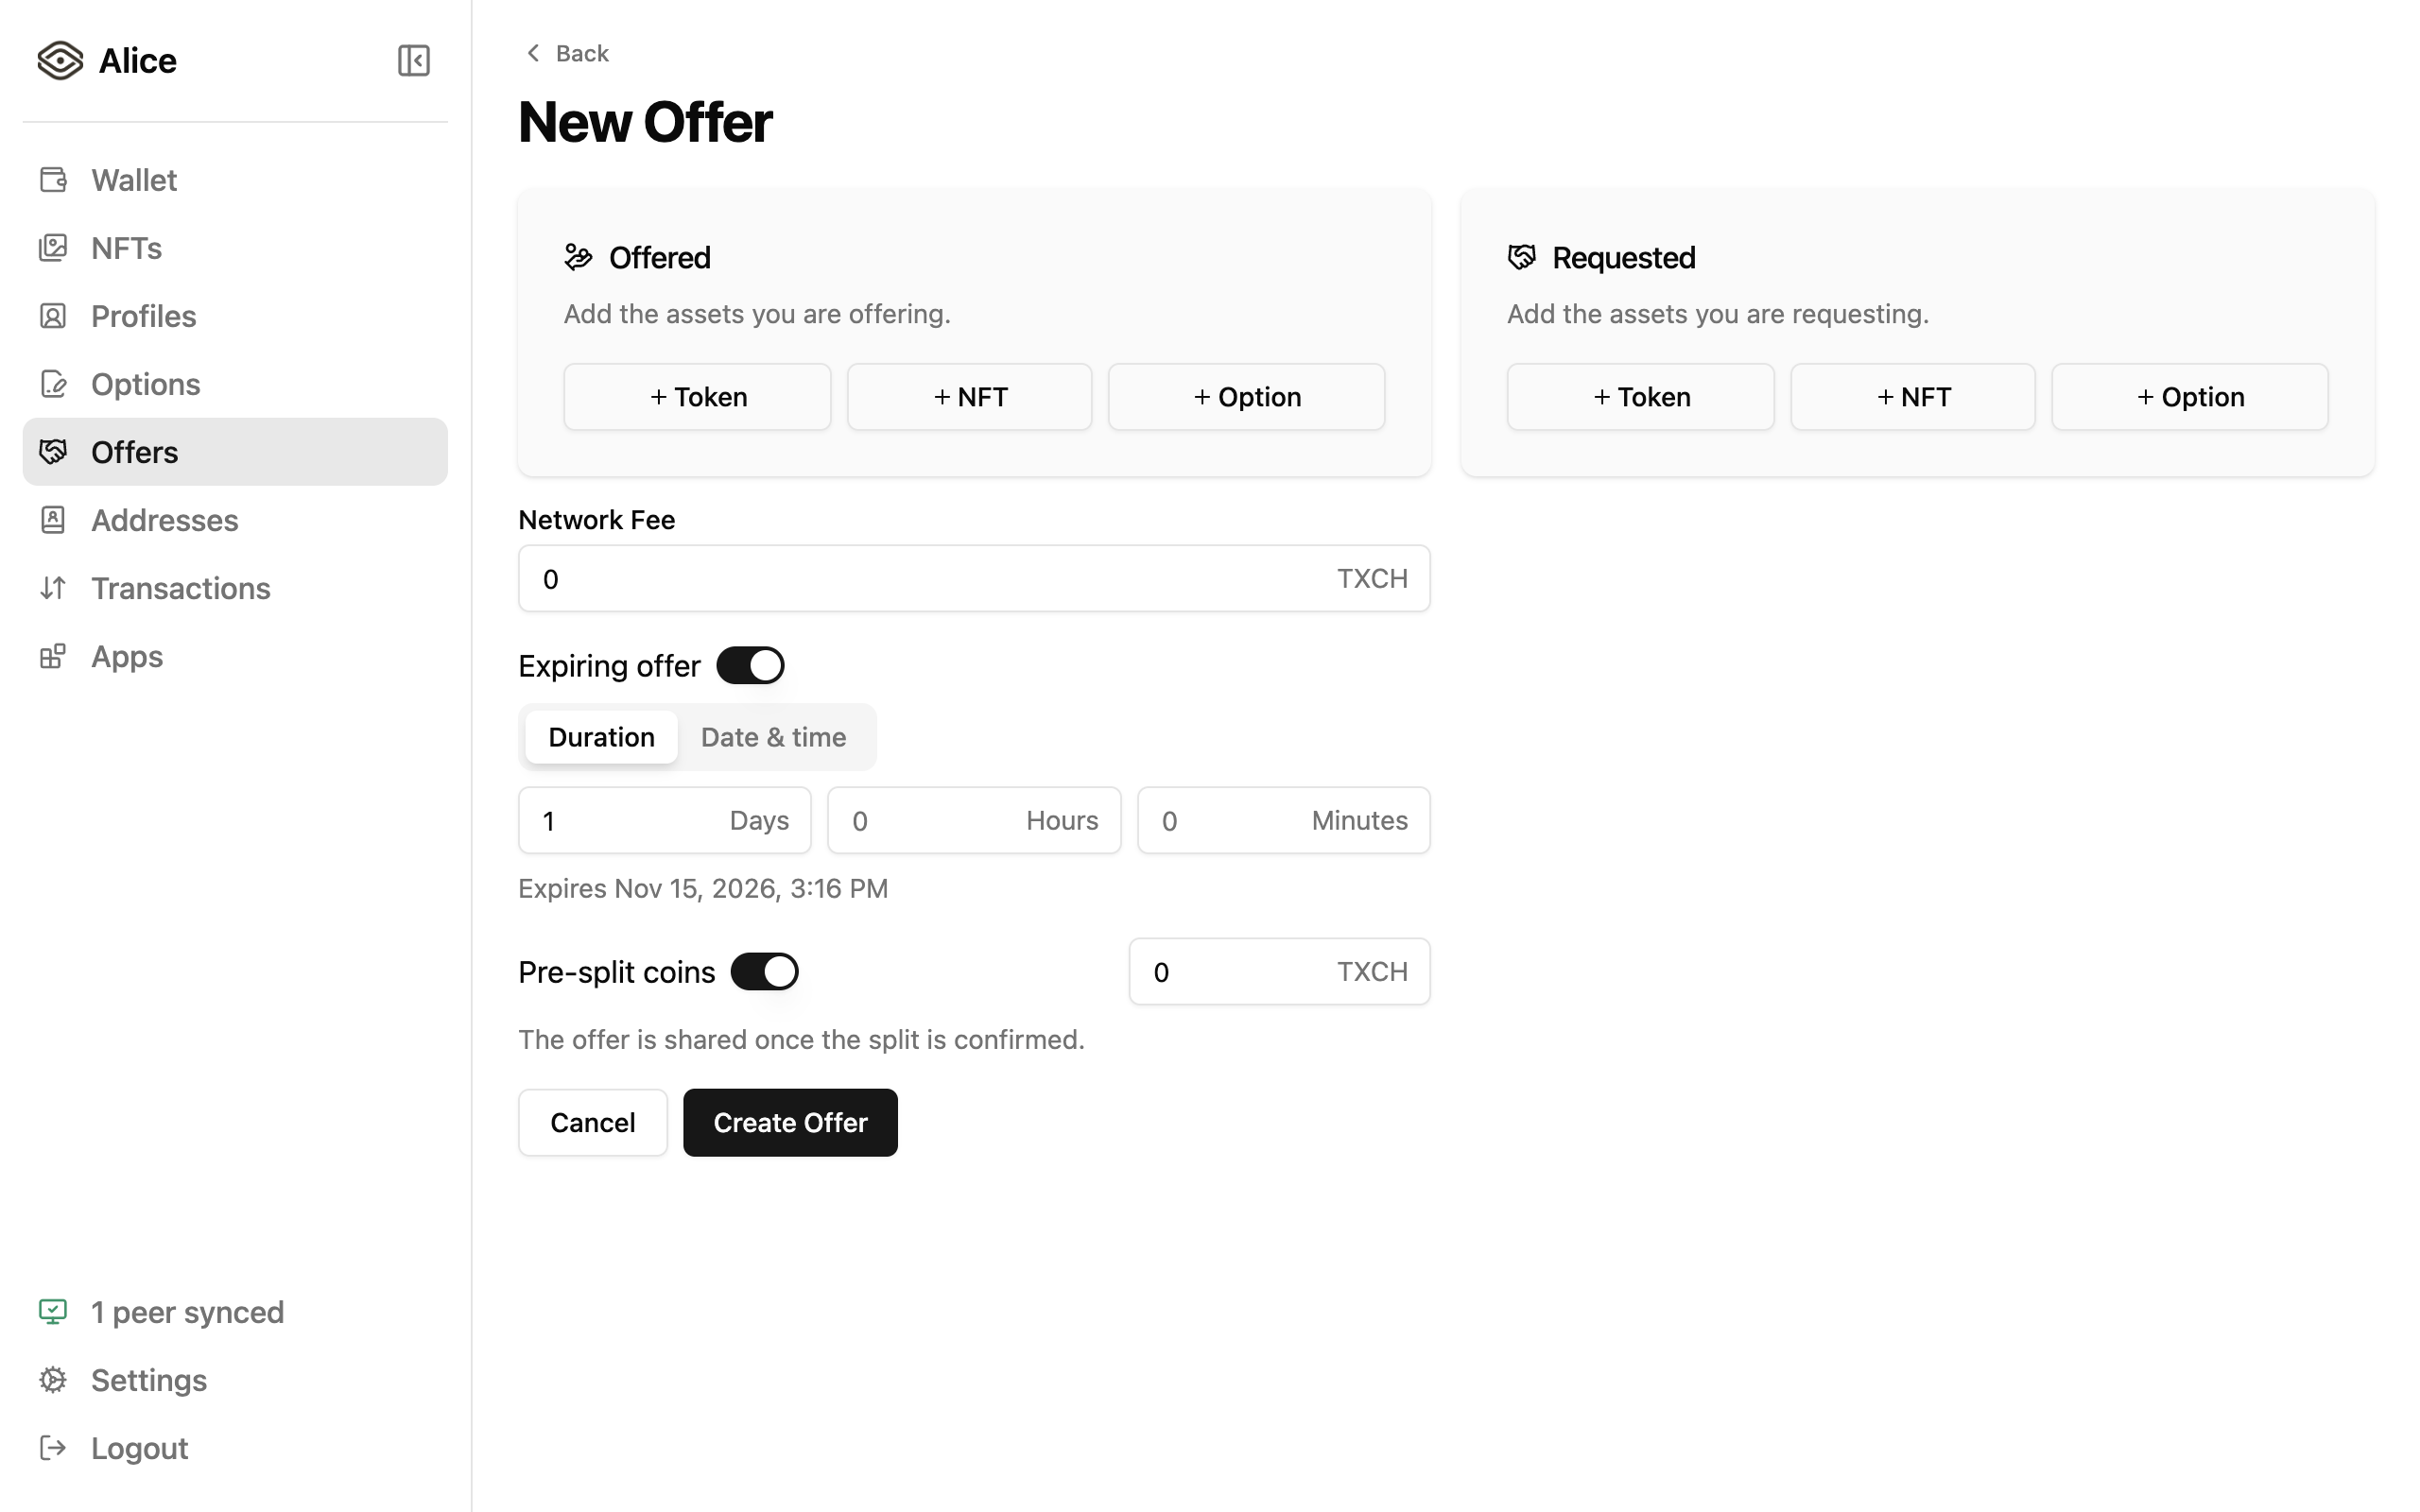 Alice
Wallet
NFTs
Profiles
Options
Offers
Addresses
Transactions
Apps
1 peer synced
Settings
Logout
Back
New Offer
Offered
Add the assets you are offering.
+ Token
+ NFT
+ Option
Requested
Add the assets you are requesting.
+ Token
+ NFT
+ Option
Network Fee
0 TXCH
Expiring offer
Duration Date & time
1 Days 0 Hours 0 Minutes
Expires Nov 15, 2026, 3:16 PM
Pre-split coins 0 TXCH
The offer is shared once the split is confirmed.
Cancel Create Offer